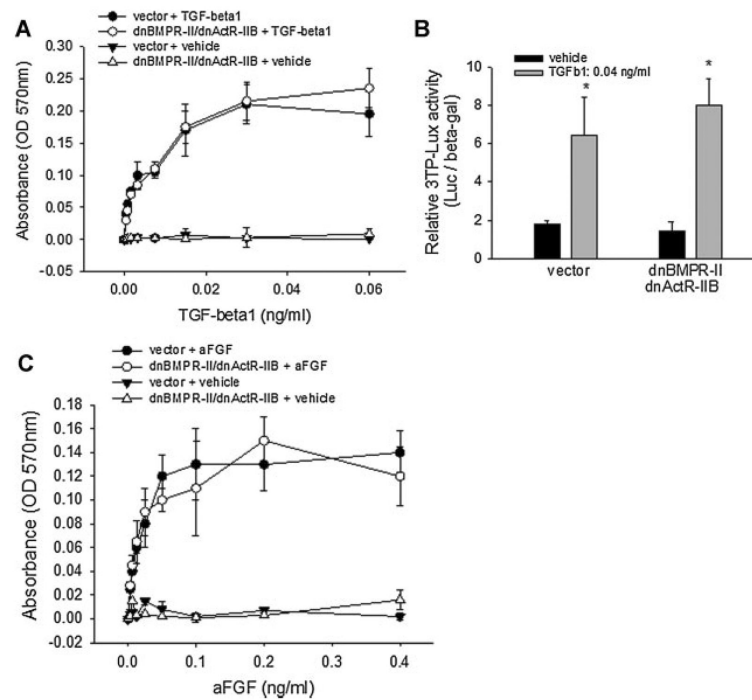 A
vector + TGF-beta1
dnBMPR-II/dnActR-IIB + TGF-beta1
vector + vehicle
dnBMPR-II/dnActR-IIB + vehicle
Absorbance (OD 570nm)
0.30
0.25
0.20
0.15
0.10
0.05
0.00
-0.05
0.00 0.02 0.04 0.06
TGF-beta1 (ng/ml)
B
vehicle
TGFb1: 0.04 ng/ml
Relative 3TP-Lux activity
(Luc / beta-gal)
10
8
6
4
2
0
* *
vector dnBMPR-II
dnActR-IIB
C
vector + aFGF
dnBMPR-II/dnActR-IIB + aFGF
vector + vehicle
dnBMPR-II/dnActR-IIB + vehicle
Absorbance (OD 570nm)
0.18
0.16
0.14
0.12
0.10
0.08
0.06
0.04
0.02
0.00
-0.02
0.0 0.1 0.2 0.3 0.4
aFGF (ng/ml)